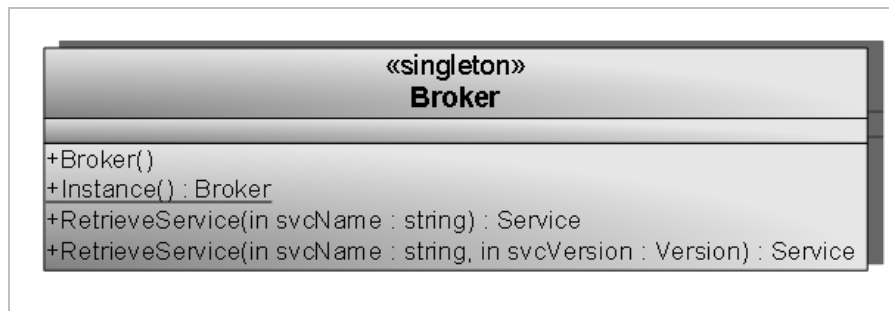 «singleton»
Broker
+Broker()
+Instance() : Broker
+RetrieveService(in svcName : string) : Service
+RetrieveService(in svcName : string, in svcVersion : Version) : Service